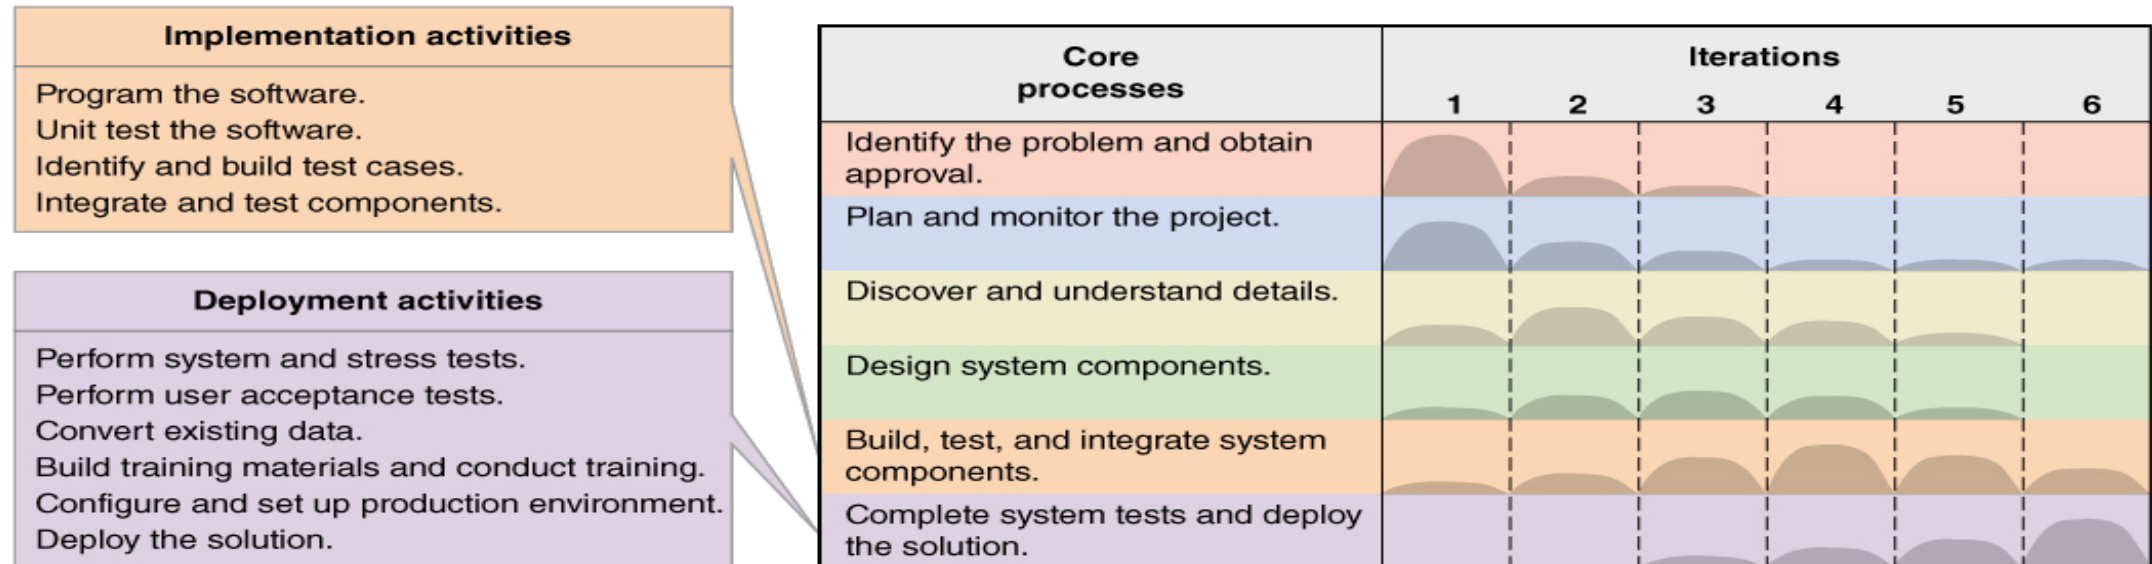 Implementation activities
Program the software.
Unit test the software.
Identify and build test cases.
Integrate and test components.
Deployment activities
Perform system and stress tests.
Perform user acceptance tests.
Convert existing data.
Build training materials and conduct training.
Configure and set up production environment.
Deploy the solution.
Core
processes
Iterations
1 2 3 4 5 6
Identify the problem and obtain
approval.
Plan and monitor the project.
Discover and understand details.
Design system components.
Build, test, and integrate system
components.
Complete system tests and deploy
the solution.